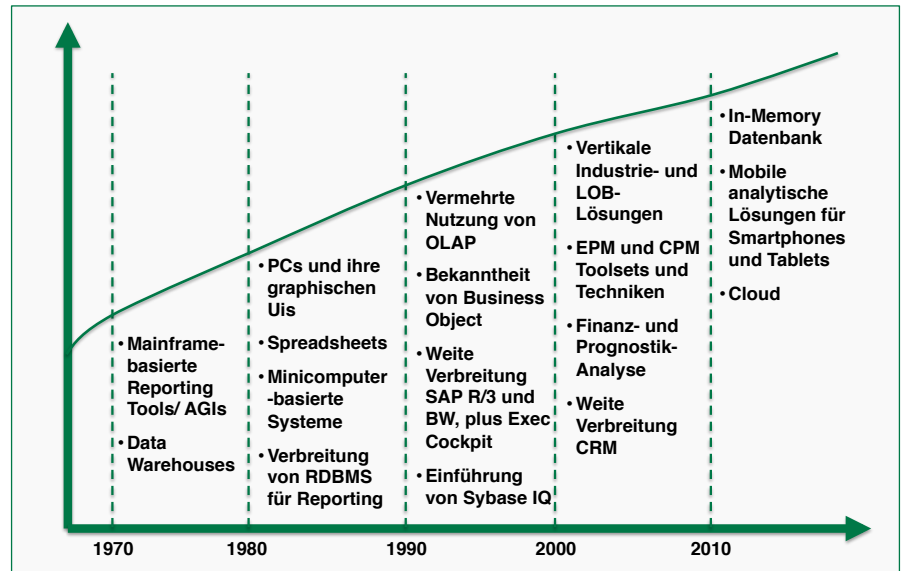 • Mainframe-
basierte
Reporting
Tools/ AGIs
• Data
Warehouses
• PCs und ihre
graphischen
Uis
• Spreadsheets
• Minicomputer
-basierte
Systeme
• Verbreitung
von RDBMS
für Reporting
• Vermehrte
Nutzung von
OLAP
• Bekanntheit
von Business
Object
• Weite
Verbreitung
SAP R/3 und
BW, plus Exec
Cockpit
• Einführung
von Sybase IQ
• Vertikale
Industrie- und
LOB-
Lösungen
• EPM und CPM
Toolsets und
Techniken
• Finanz- und
Prognostik-
Analyse
• Weite
Verbreitung
CRM
• In-Memory
Datenbank
• Mobile
analytische
Lösungen für
Smartphones
und Tablets
• Cloud
1970 1980 1990 2000 2010